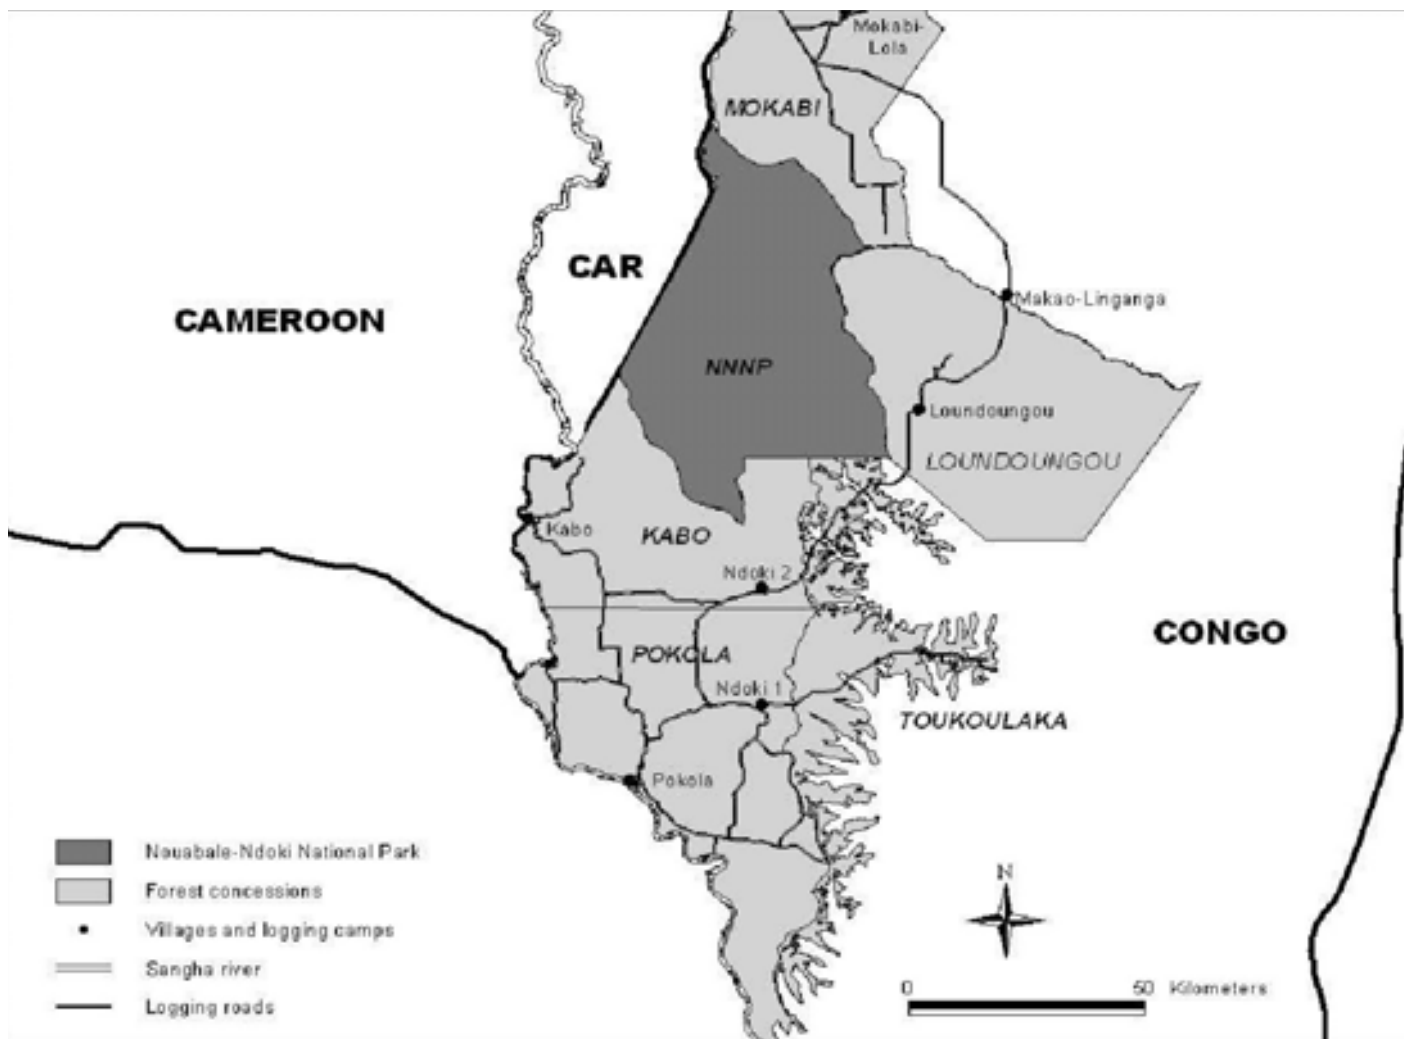 Mokabi-
Lola
MOKABI
CAR
CAMEROON
Makao-Linganga
NNNP
Loundoungou
LOUNDOUNGOU
Kabo
KABO
Ndoki 2
CONGO
POKOLA
Ndoki 1
TOUKOULAKA
Pokola
Nouabale-Ndoki National Park
Forest concessions
Villages and logging camps
Sangha river
Logging roads
N
0 50 Kilometers